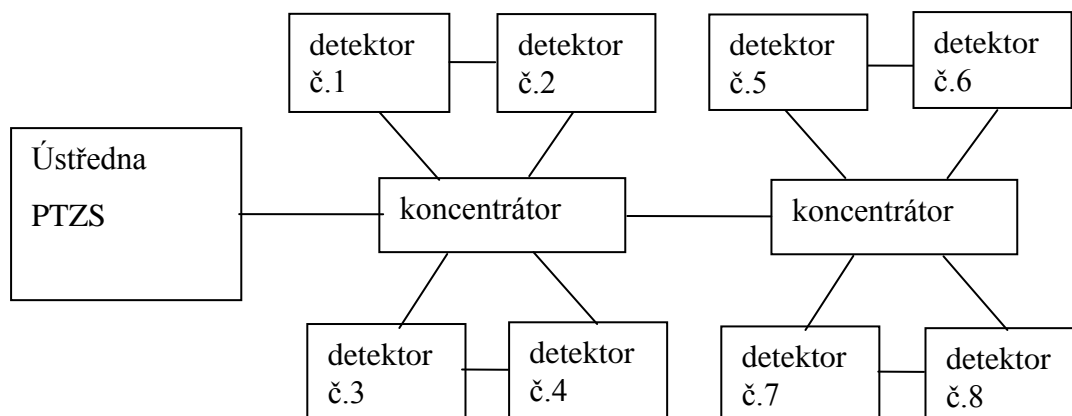 detektor
č.1
detektor
č.2
detektor
č.5
detektor
č.6
Ústředna
PTZS
koncentrátor
koncentrátor
detektor
č.3
detektor
č.4
detektor
č.7
detektor
č.8